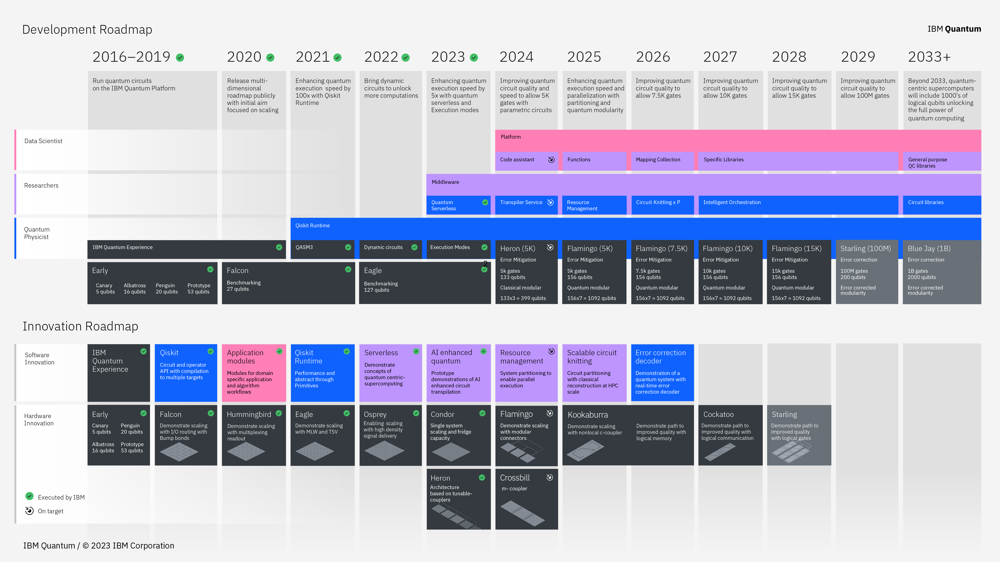 Development Roadmap
IBM Quantum
2016–2019
2020
2021
2022
2023
2024
2025
2026
2027
2028
2029
2033+
Run quantum circuits
on the IBM Quantum Platform
Release multi-
dimensional
roadmap publicly
with initial aim
focused on scaling
Enhancing quantum
execution speed by
100x with Qiskit
Runtime
Bring dynamic
circuits to unlock
more computations
Enhancing quantum
execution speed by
5x with quantum
serverless and
Execution modes
Improving quantum
circuit quality and
speed to allow 5K
gates with
parametric circuits
Enhancing quantum
execution speed and
parallelization with
partitioning and
quantum modularity
Improving quantum
circuit quality to
allow 7.5K gates
Improving quantum
circuit quality to
allow 10K gates
Improving quantum
circuit quality to
allow 15K gates
Improving quantum
circuit quality to
allow 100M gates
Beyond 2033, quantum-
centric supercomputers
will include 1000's of
logical qubits unlocking
the full power of
quantum computing
Data Scientist
Platform
Code assistant
Functions
Mapping Collection
Specific Libraries
General purpose
QC libraries
Researchers
Middleware
Quantum
Serverless
Transpiler Service
Resource
Management
Circuit Knitting x P
Intelligent Orchestration
Circuit libraries
Quantum
Physicist
Qiskit Runtime
IBM Quantum Experience
QASM3
Dynamic circuits
Execution Modes
2
Early
Canary
5 qubits
Albatross
16 qubits
Penguin
20 qubits
Prototype
53 qubits
Falcon
Benchmarking
27 qubits
Eagle
Benchmarking
127 qubits
Heron (5K)
Error Mitigation
5k gates
133 qubits
Classical modular
133x3 = 399 qubits
Flamingo (5K)
Error Mitigation
5k gates
156 qubits
Quantum modular
156x7 = 1092 qubits
Flamingo (7.5K)
Error Mitigation
7.5k gates
156 qubits
Quantum modular
156x7 = 1092 qubits
Flamingo (10K)
Error Mitigation
10k gates
156 qubits
Quantum modular
156x7 = 1092 qubits
Flamingo (15K)
Error Mitigation
15k gates
156 qubits
Quantum modular
156x7 = 1092 qubits
Starling (100M)
Error correction
100M gates
200 qubits
Error corrected
modularity
Blue Jay (1B)
Error correction
1B gates
2000 qubits
Error corrected
modularity
Innovation Roadmap
Software
Innovation
IBM
Quantum
Experience
Qiskit
Circuit and operator
API with compilation
to multiple targets
Application
modules
Modules for domain
specific application
and algorithm
workflows
Qiskit
Runtime
Performance and
abstract through
Primitives
Serverless
Demonstrate
concepts of
quantum centric-
supercomputing
AI enhanced
quantum
Prototype
demonstrations of AI
enhanced circuit
transpilation
Resource
management
System partitioning to
enable parallel
execution
Scalable circuit
knitting
Circuit partitioning
with classical
reconstruction at HPC
scale
Error correction
decoder
Demonstration of a
quantum system with
real-time error
correction decoder
Hardware
Innovation
Early
Canary
5 qubits
Penguin
20 qubits
Albatross
16 qubits
Prototype
53 qubits
Falcon
Demonstrate scaling
with I/O routing with
Bump bonds
Hummingbird
Demonstrate scaling
with multiplexing
readout
Eagle
Demonstrate scaling
with MLW and TSV
Osprey
Enabling scaling
with high density
signal delivery
Condor
Single system
scaling and fridge
capacity
Flamingo
Demonstrate scaling
with modular
connectors
Kookaburra
Demonstrate scaling
with nonlocal c-coupler
Demonstrate path to
improved quality with
logical memory
Cockatoo
Demonstrate path to
improved quality with
logical communication
Starling
Demonstrate path to
improved quality
with logical gates
Heron
Architecture
based on tunable-
couplers
Crossbill
m- coupler
Executed by IBM
On target
IBM Quantum / © 2023 IBM Corporation